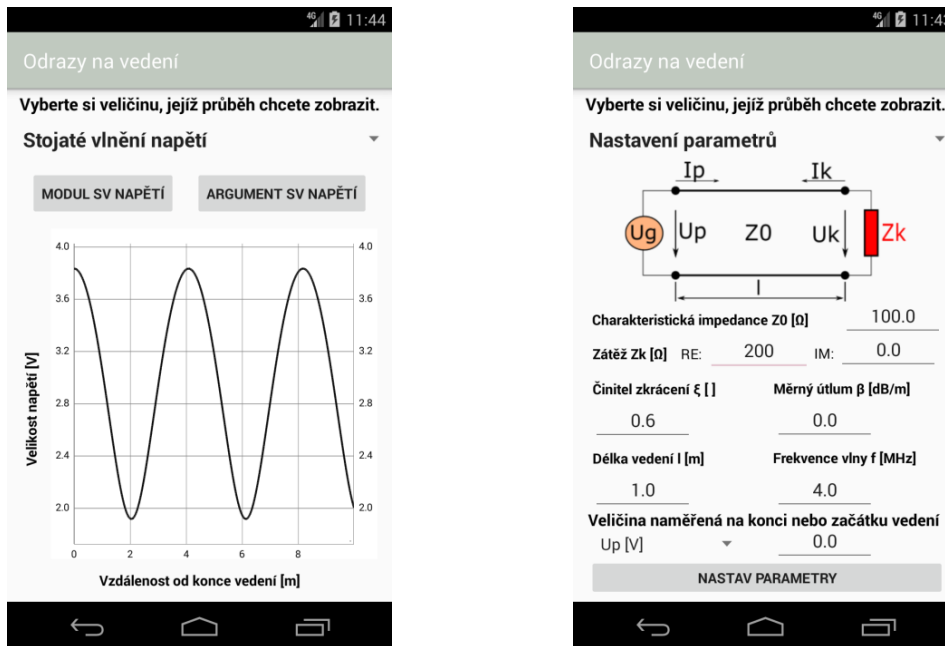 4G 11:44
Odrazy na vedení
Vyberte si veličinu, jejíž průběh chcete zobrazit.
Stojaté vlnění napětí
MODUL SV NAPĚTÍ ARGUMENT SV NAPĚTÍ
4.0 4.0
3.6 3.6
3.2 3.2
2.8 2.8
2.4 2.4
2.0 2.0
0 2 4 6 8
Velikost napětí [V]
Vzdálenost od konce vedení [m]
4G 11:43
Odrazy na vedení
Vyberte si veličinu, jejíž průběh chcete zobrazit.
Nastavení parametrů
Ip Ik
Ug Up Z0 Uk Zk
l
Charakteristická impedance Z0 [Ω] 100.0
Zátěž Zk [Ω] RE: 200 IM: 0.0
Činitel zkrácení ξ [ ] Měrný útlum β [dB/m]
0.6 0.0
Délka vedení l [m] Frekvence vlny f [MHz]
1.0 4.0
Veličina naměřená na konci nebo začátku vedení
Up [V] 0.0
NASTAV PARAMETRY